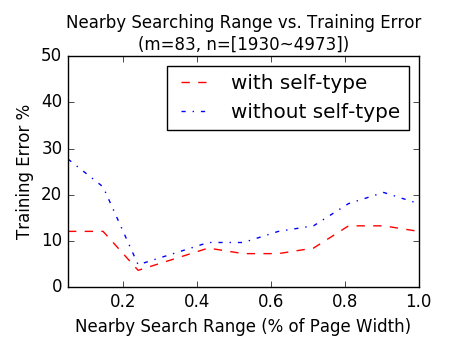 Nearby Searching Range vs. Training Error
(m=83, n=[1930~4973])
50
40
30
20
10
0
Training Error %
with self-type
without self-type
0.2
0.4
0.6
0.8
1.0
Nearby Search Range (% of Page Width)